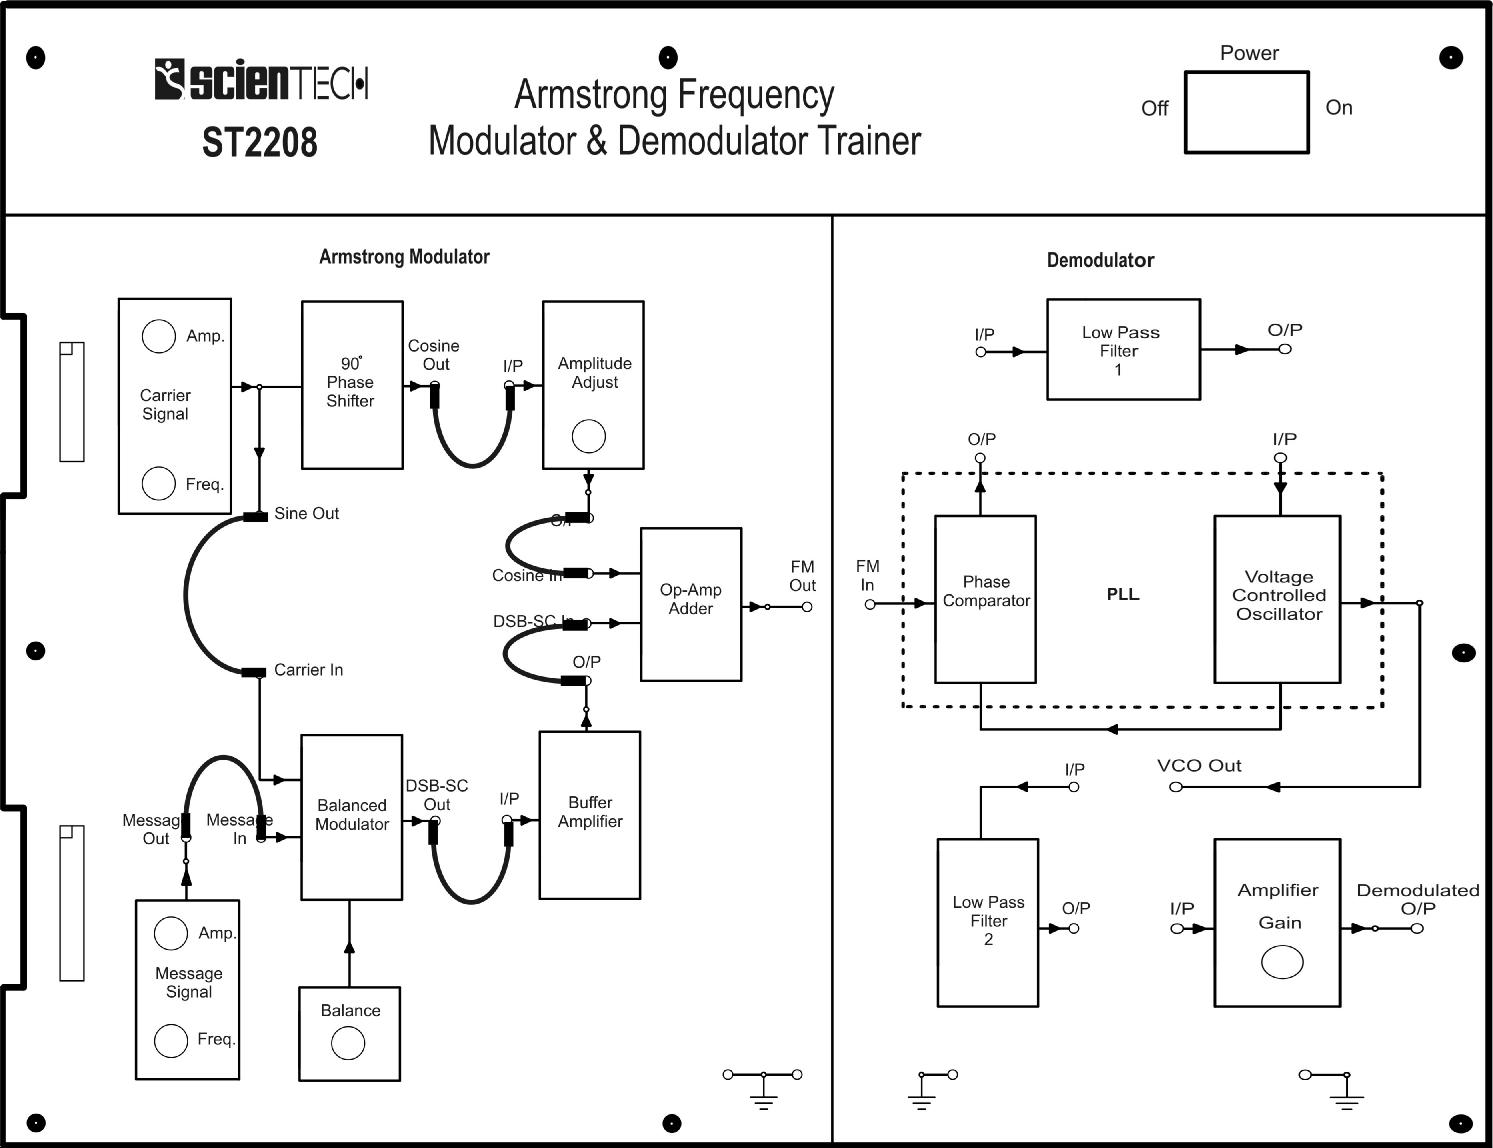 scienTECH
ST2208
Armstrong Frequency
Modulator & Demodulator Trainer
Power
Off
On
Armstrong Modulator
Amp.
Carrier
Signal
Freq.
90°
Phase
Shifter
Cosine
Out
I/P
Amplitude
Adjust
Sine Out
O/P
Cosine In
DSB-SC In
O/P
Op-Amp
Adder
FM
Out
Carrier In
Message
Out
Message
In
Balanced
Modulator
DSB-SC
Out
I/P
Buffer
Amplifier
Amp.
Message
Signal
Freq.
Balance
Demodulator
I/P
Low Pass
Filter
1
O/P
O/P
I/P
FM
In
Phase
Comparator
PLL
Voltage
Controlled
Oscillator
I/P
VCO Out
Low Pass
Filter
2
O/P
I/P
Amplifier
Gain
Demodulated
O/P